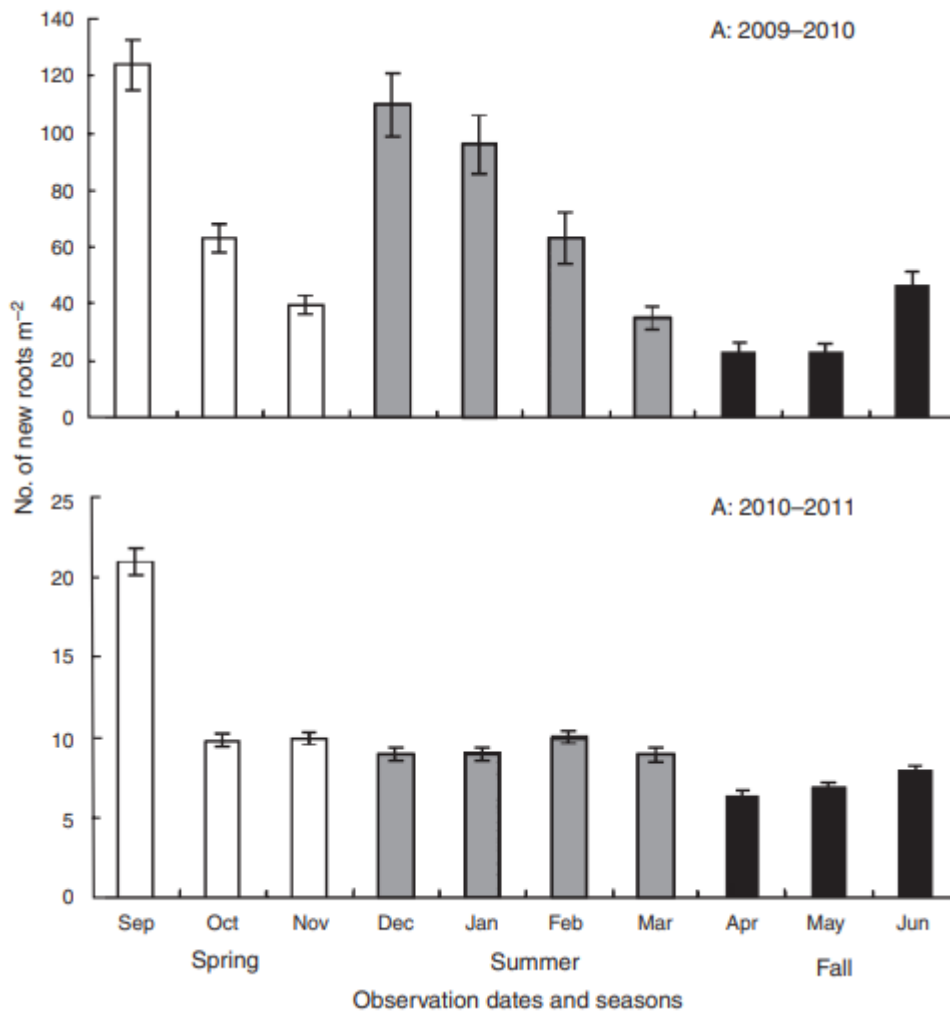 A: 2009–2010
140
120
100
80
60
40
20
0
No. of new roots m⁻²
A: 2010–2011
25
20
15
10
5
0
Sep Oct Nov Dec Jan Feb Mar Apr May Jun
Spring Summer Fall
Observation dates and seasons